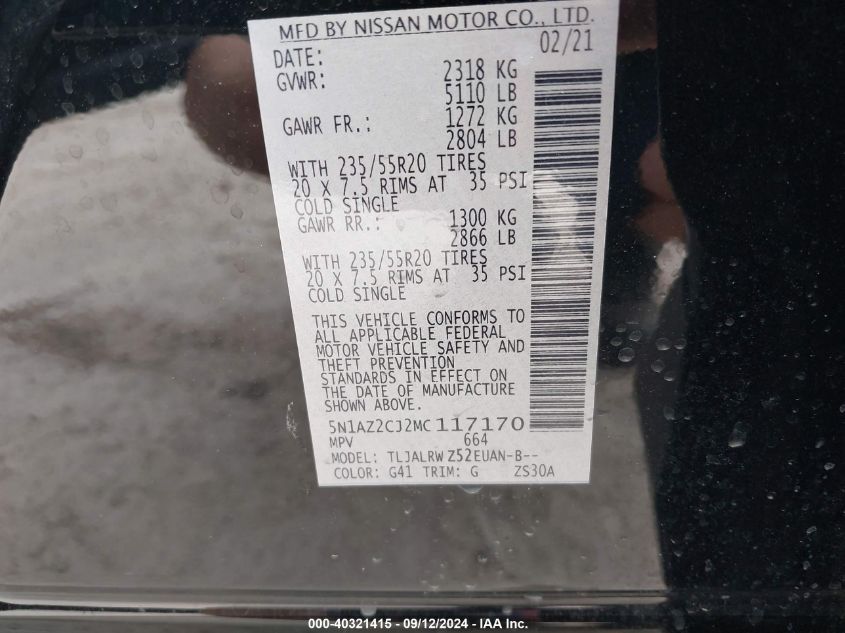 MFD BY NISSAN MOTOR CO., LTD.
DATE: 02/21
GVWR: 2318 KG
5110 LB
GAWR FR.: 1272 KG
2804 LB
WITH 235/55R20 TIRES
20 X 7.5 RIMS AT 35 PSI
COLD SINGLE
GAWR RR.: 1300 KG
2866 LB
WITH 235/55R20 TIRES
20 X 7.5 RIMS AT 35 PSI
COLD SINGLE
THIS VEHICLE CONFORMS TO
ALL APPLICABLE FEDERAL
MOTOR VEHICLE SAFETY AND
THEFT PREVENTION
STANDARDS IN EFFECT ON
THE DATE OF MANUFACTURE
SHOWN ABOVE.
5N1AZ2CJ2MC117170
MPV 664
MODEL: TLJALRW Z52EUAN-B--
COLOR: G41 TRIM: G ZS30A
000-40321415 - 09/12/2024 - IAA Inc.